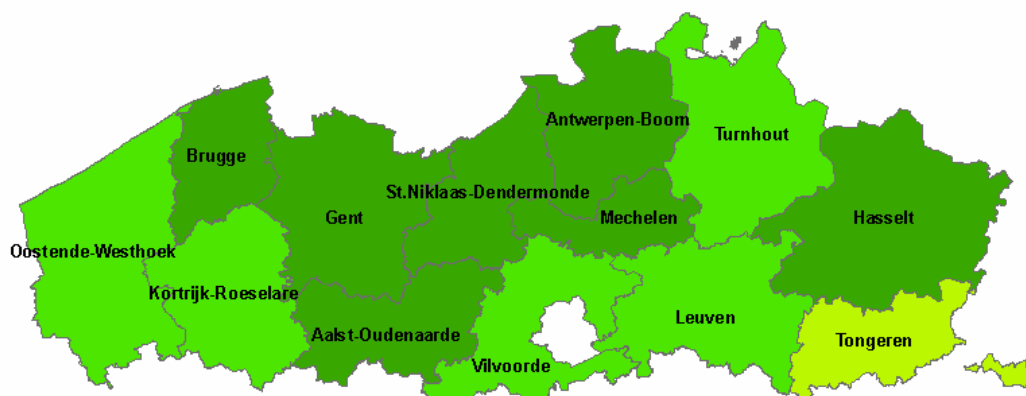 Antwerpen-Boom
Turnhout
Brugge
St.Niklaas-Dendermonde
Gent
Mechelen
Hasselt
Oostende-Westhoek
Kortrijk-Roeselare
Leuven
Aalst-Oudenaarde
Tongeren
Vilvoorde